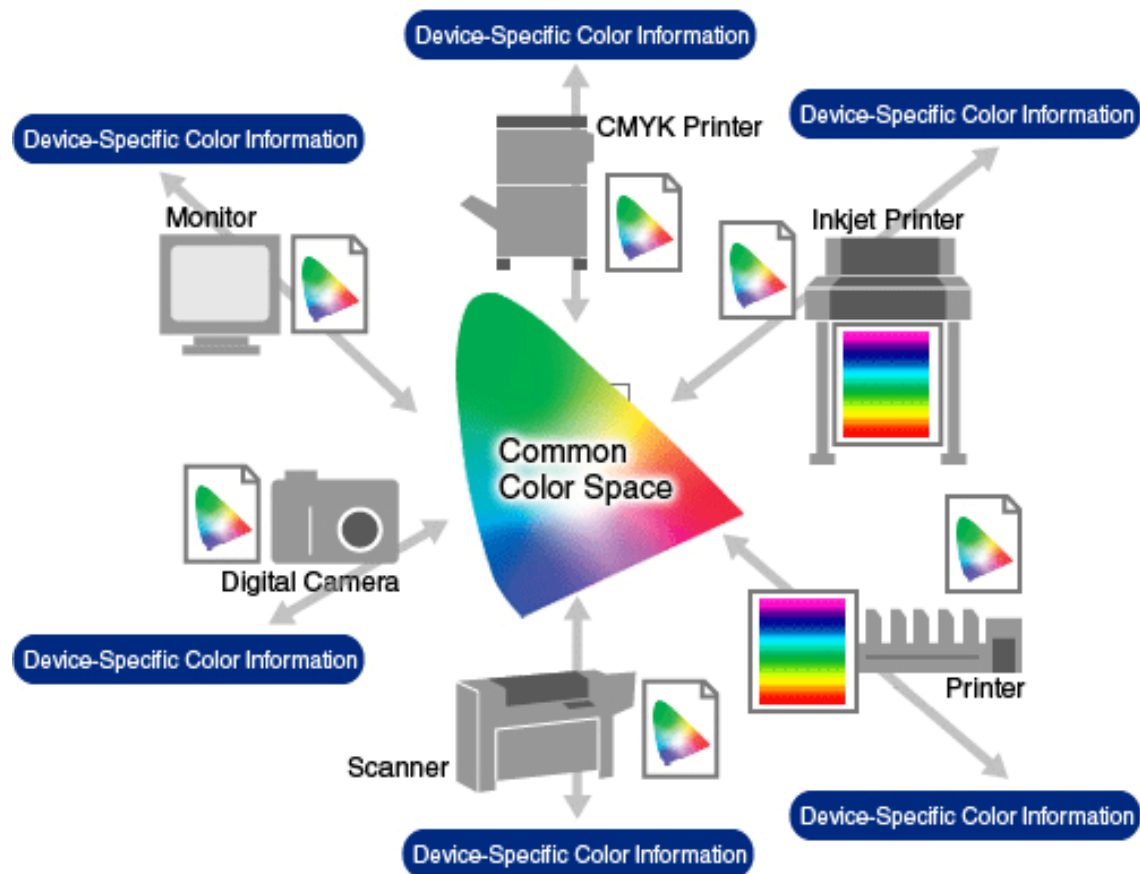 Device-Specific Color Information
CMYK Printer
Device-Specific Color Information
Device-Specific Color Information
Monitor
Inkjet Printer
Common
Color Space
Digital Camera
Device-Specific Color Information
Printer
Scanner
Device-Specific Color Information
Device-Specific Color Information